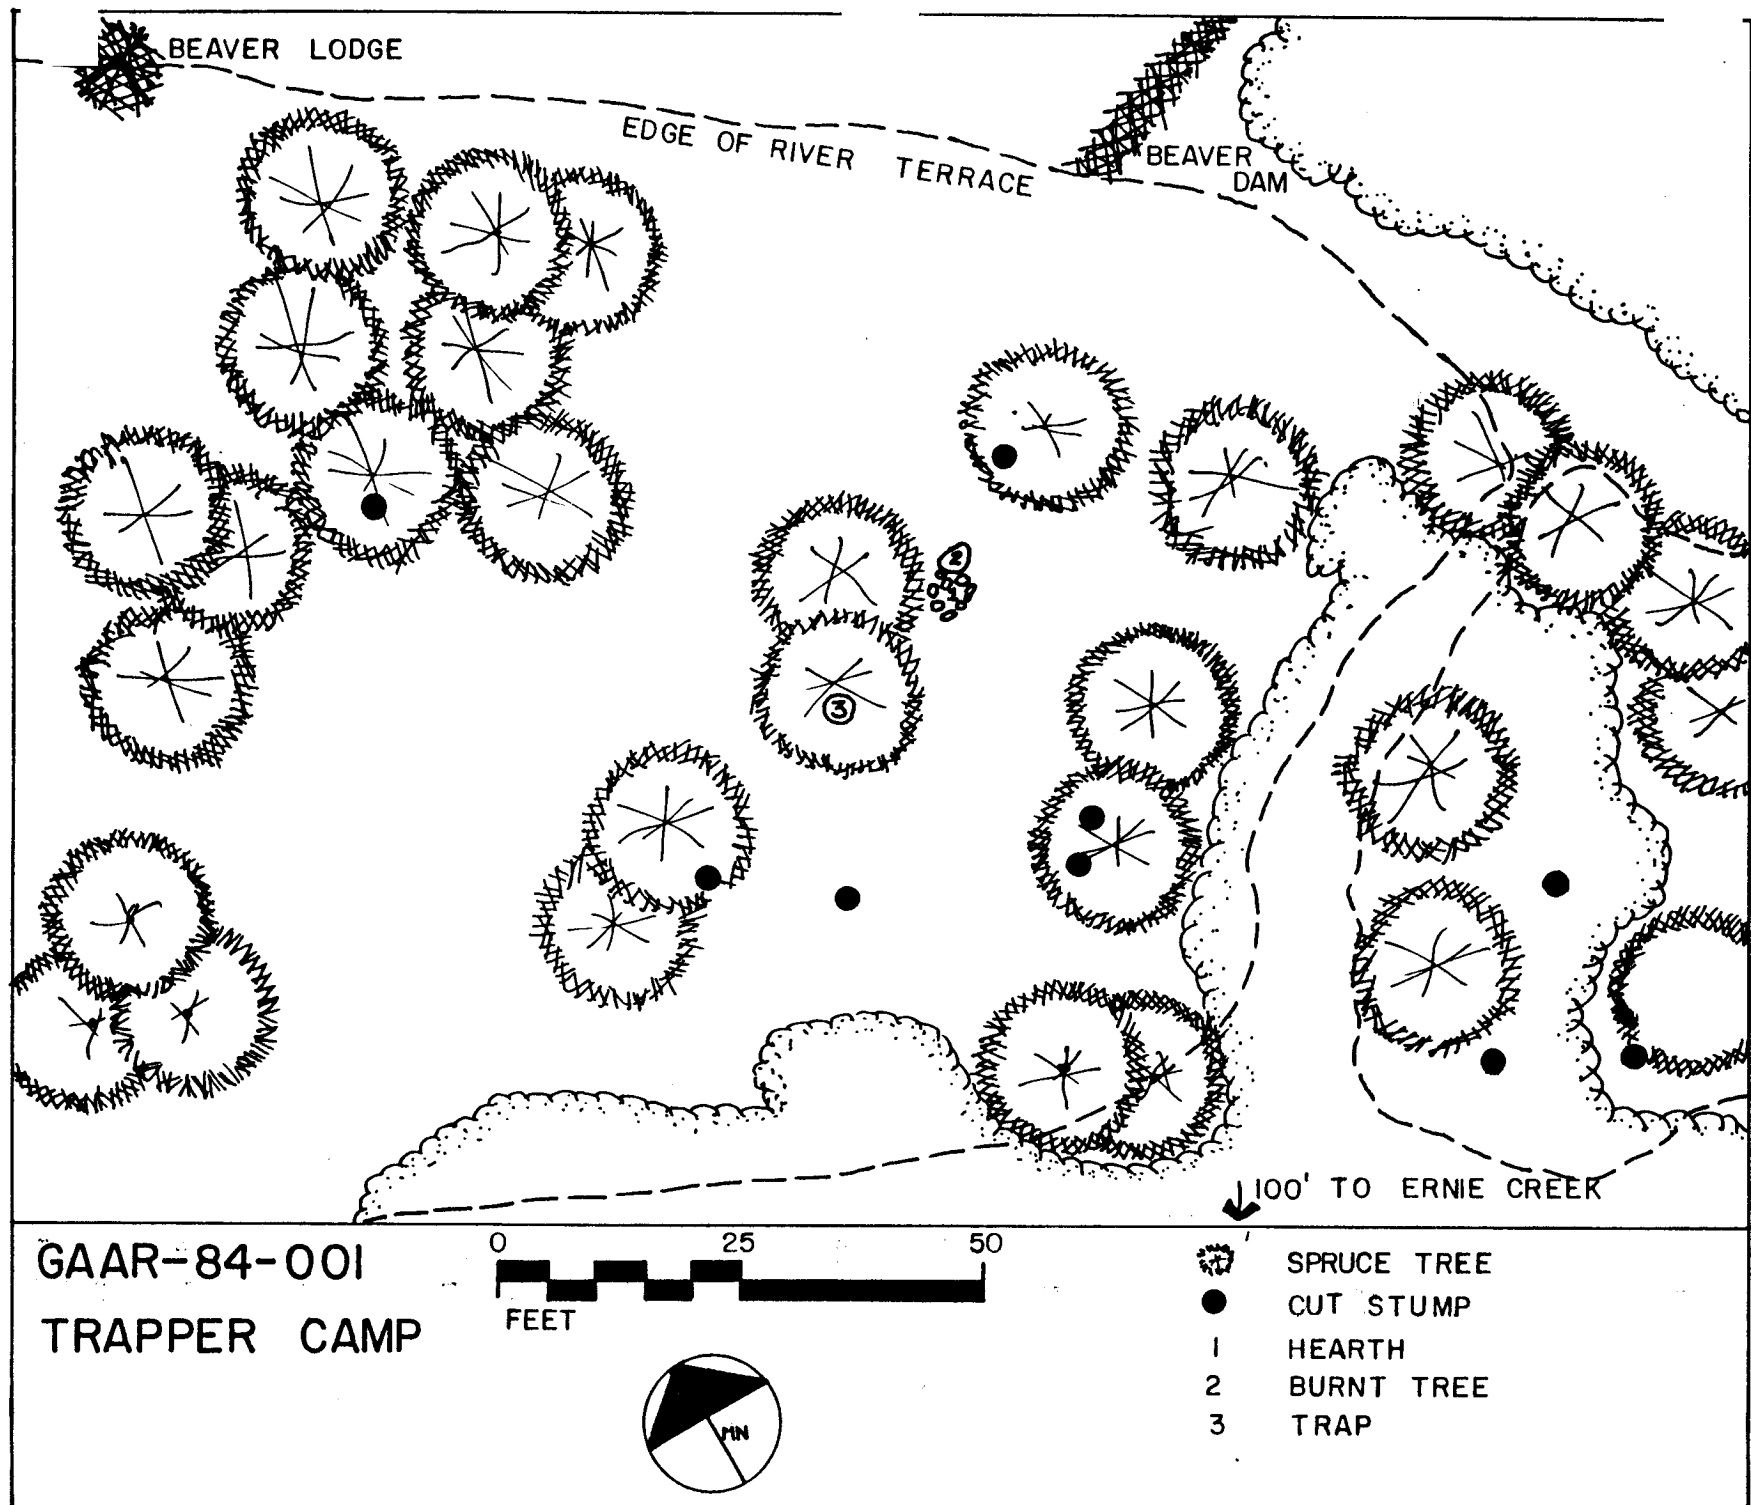 BEAVER LODGE
EDGE OF RIVER TERRACE
BEAVER
DAM
2
1
3
100' TO ERNIE CREEK
GAAR-84-001
TRAPPER CAMP
0 25 50
FEET
MN
SPRUCE TREE
CUT STUMP
1 HEARTH
2 BURNT TREE
3 TRAP